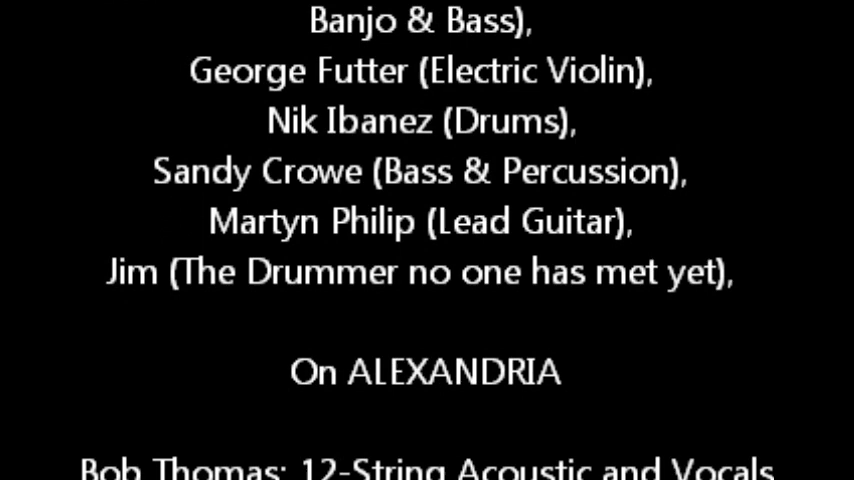 Banjo & Bass),
George Futter (Electric Violin),
Nik Ibanez (Drums),
Sandy Crowe (Bass & Percussion),
Martyn Philip (Lead Guitar),
Jim (The Drummer no one has met yet),
On ALEXANDRIA
Bob Thomas: 12-String Acoustic and Vocals